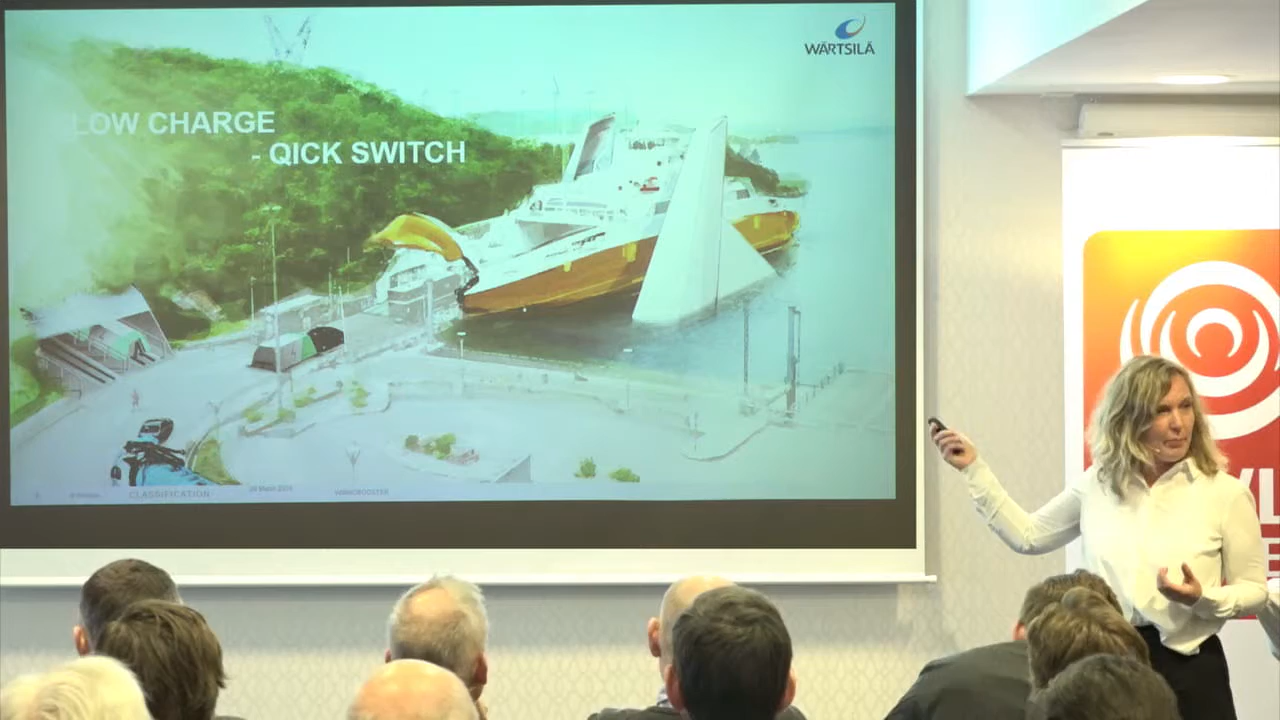 WÄRTSILÄ
LOW CHARGE
- QICK SWITCH
CLASSIFICATION